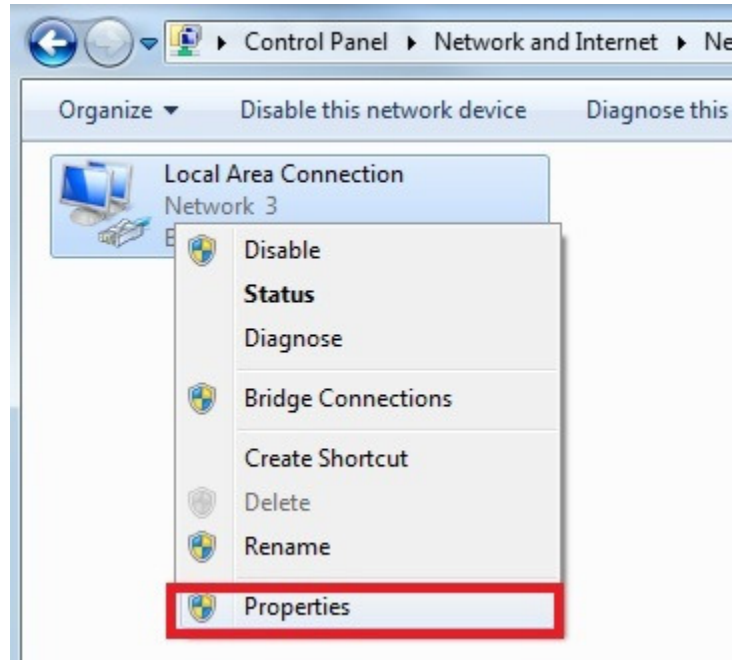 Control Panel Network and Internet Ne
Organize Disable this network device Diagnose this
Local Area Connection
Network 3
Disable
Status
Diagnose
Bridge Connections
Create Shortcut
Delete
Rename
Properties